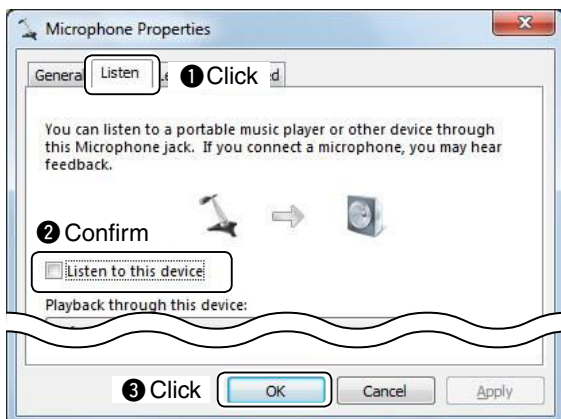 Microphone Properties
General Listen ❶Click
You can listen to a portable music player or other device through
this Microphone jack. If you connect a microphone, you may hear
feedback.
❷Confirm
Listen to this device
Playback through this device:
❸Click OK Cancel Apply